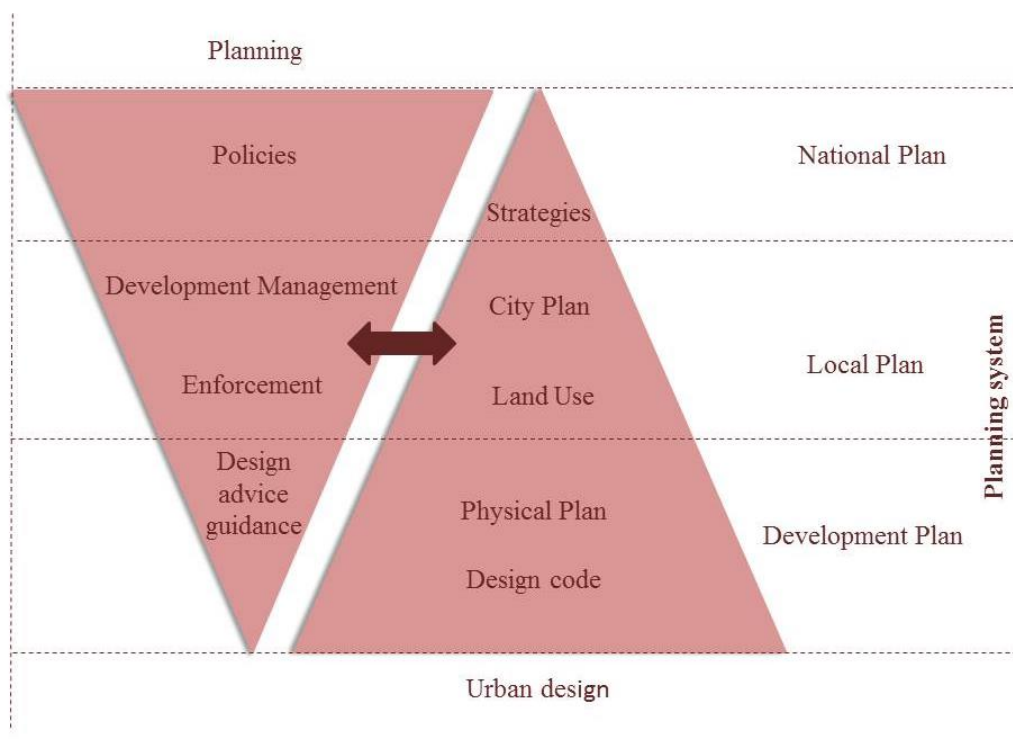 Planning
Policies
National Plan
Strategies
Development Management
City Plan
Enforcement
Land Use
Local Plan
Design
advice
guidance
Physical Plan
Development Plan
Design code
Planning system
Urban design